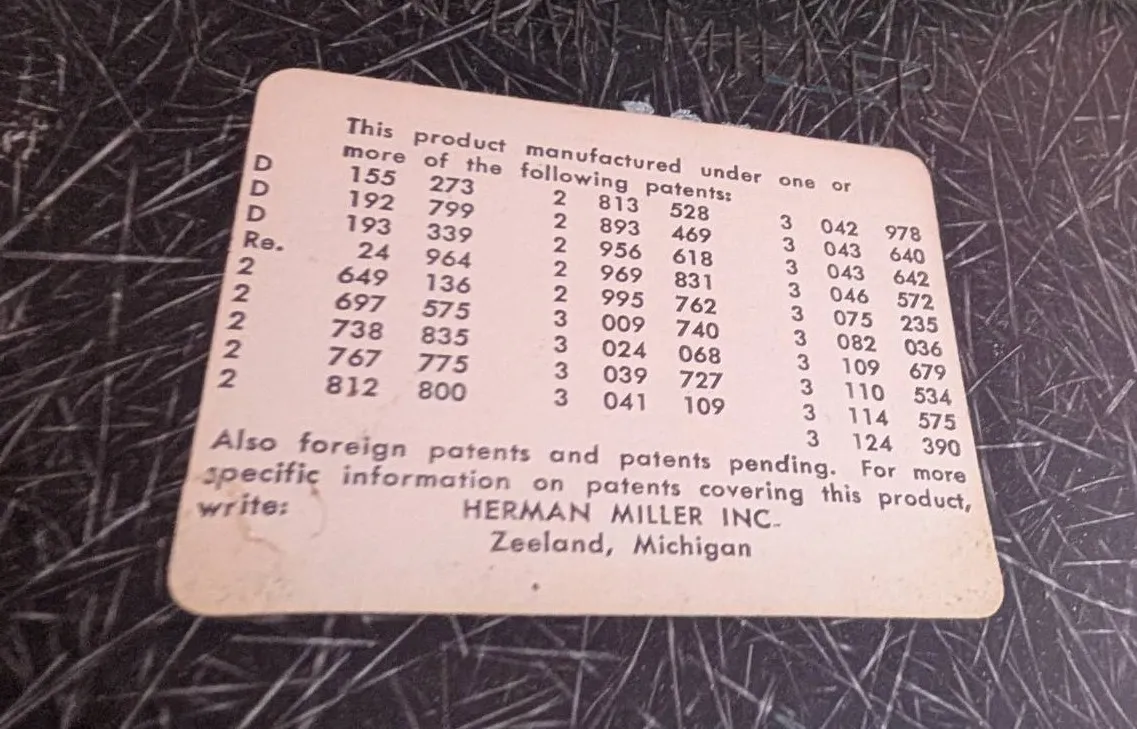 This product manufactured under one or
more of the following patents:
D 155 273 2 813 528 3 042 978
D 192 799 2 893 469 3 043 640
D 193 339 2 956 618 3 043 642
Re. 24 964 2 969 831 3 046 572
2 649 136 2 995 762 3 075 235
2 697 575 3 009 740 3 082 036
2 738 835 3 024 068 3 109 679
2 767 775 3 039 727 3 110 534
2 812 800 3 041 109 3 114 575
3 124 390
Also foreign patents and patents pending. For more
specific information on patents covering this product,
write: HERMAN MILLER INC.
Zeeland, Michigan